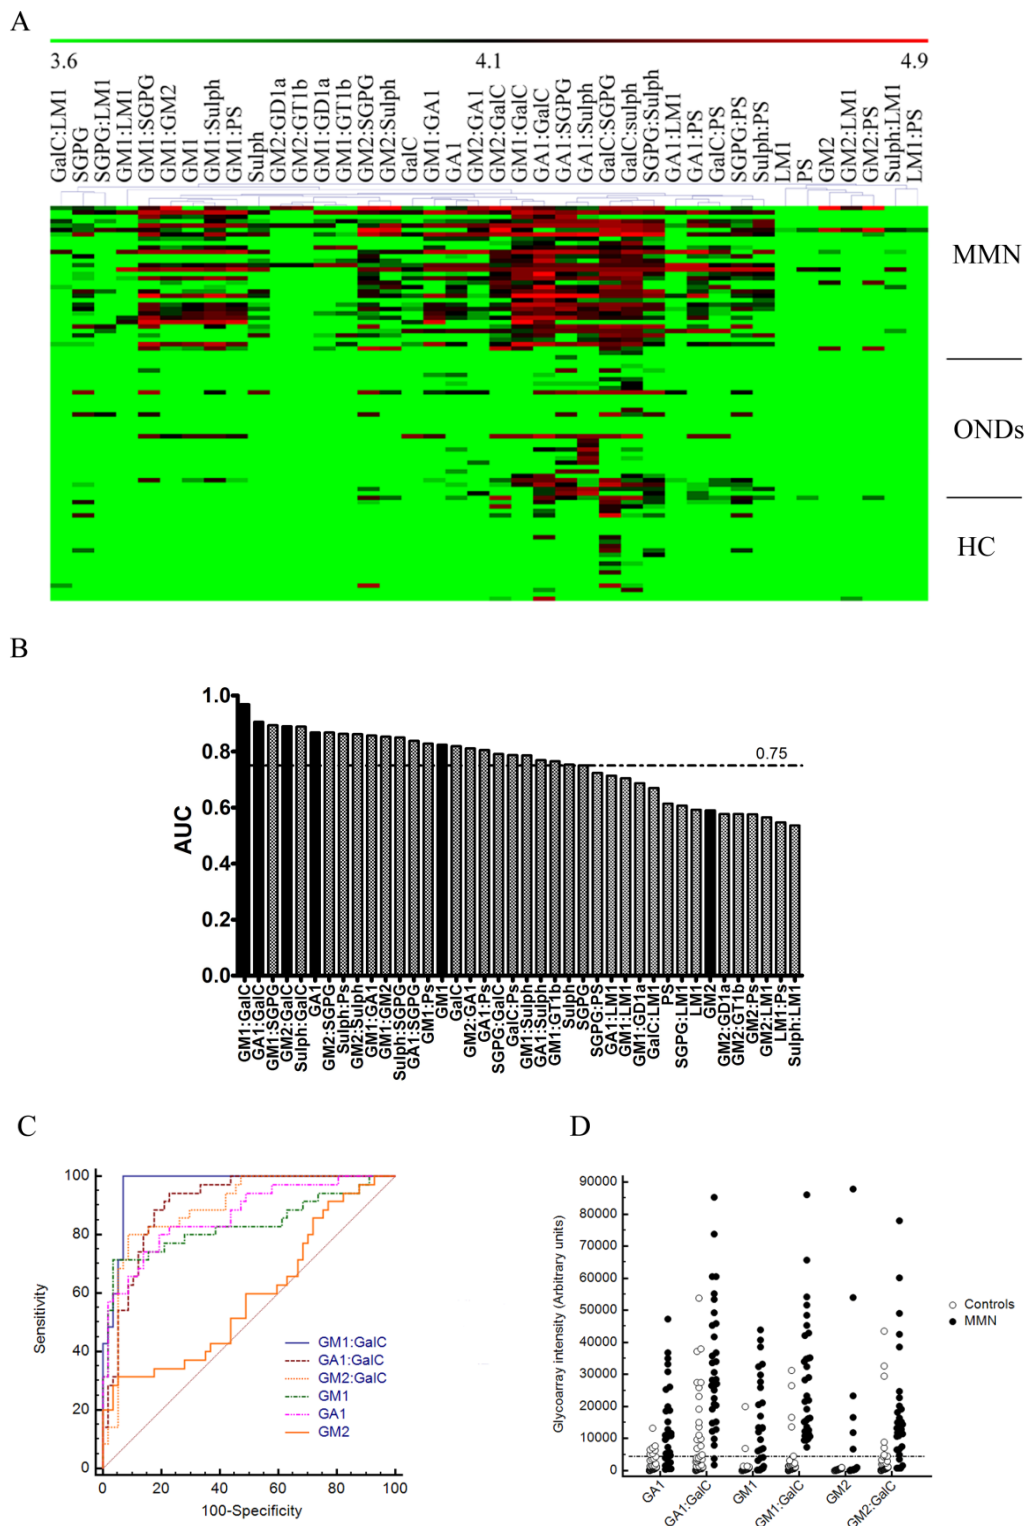 A
3.6 4.1 4.9
GalC:LM1
SGPG
SGPG:LM1
GM1:LM1
GM1:SGPG
GM1:GM2
GM1
GM1:Sulph
GM1:PS
Sulph
GM2:GD1a
GM2:GT1b
GM1:GD1a
GM1:GT1b
GM2:SGPG
GM2:Sulph
GalC
GM1:GA1
GA1
GM2:GA1
GM2:GalC
GM1:GalC
GA1:GalC
GA1:SGPG
GA1:Sulph
GalC:SGPG
GalC:sulph
SGPG:Sulph
GA1:LM1
GA1:PS
GalC:PS
SGPG:PS
Sulph:PS
LM1
PS
GM2
GM2:LM1
GM2:PS
Sulph:LM1
LM1:PS
MMN
ONDs
HC
B
AUC
1.0
0.8
0.6
0.4
0.2
0.0
0.75
GM1:GalC
GA1:GalC
GM1:SGPG
GM2:GalC
Sulph:GalC
GA1
GM2:SGPG
Sulph:Ps
GM2:Sulph
GM1:GA1
GM1:GM2
Sulph:SGPG
GA1:SGPG
GM1:Ps
GM1
GalC
GM2:GA1
GA1:Ps
SGPG:GalC
GalC:Ps
GM1:Sulph
GA1:Sulph
GM1:GT1b
Sulph
SGPG
SGPG:PS
GA1:LM1
GM1:LM1
GM1:GD1a
GalC:LM1
PS
SGPG:LM1
LM1
GM2
GM2:GD1a
GM2:GT1b
GM2:Ps
GM2:LM1
LM1:Ps
Sulph:LM1
C
Sensitivity
100
80
60
40
20
0
GM1:GalC
GA1:GalC
GM2:GalC
GM1
GA1
GM2
0 20 40 60 80 100
100-Specificity
D
Glycoarray intensity (Arbitrary units)
90000
80000
70000
60000
50000
40000
30000
20000
10000
0
Controls
MMN
GA1
GA1:GalC
GM1
GM1:GalC
GM2
GM2:GalC